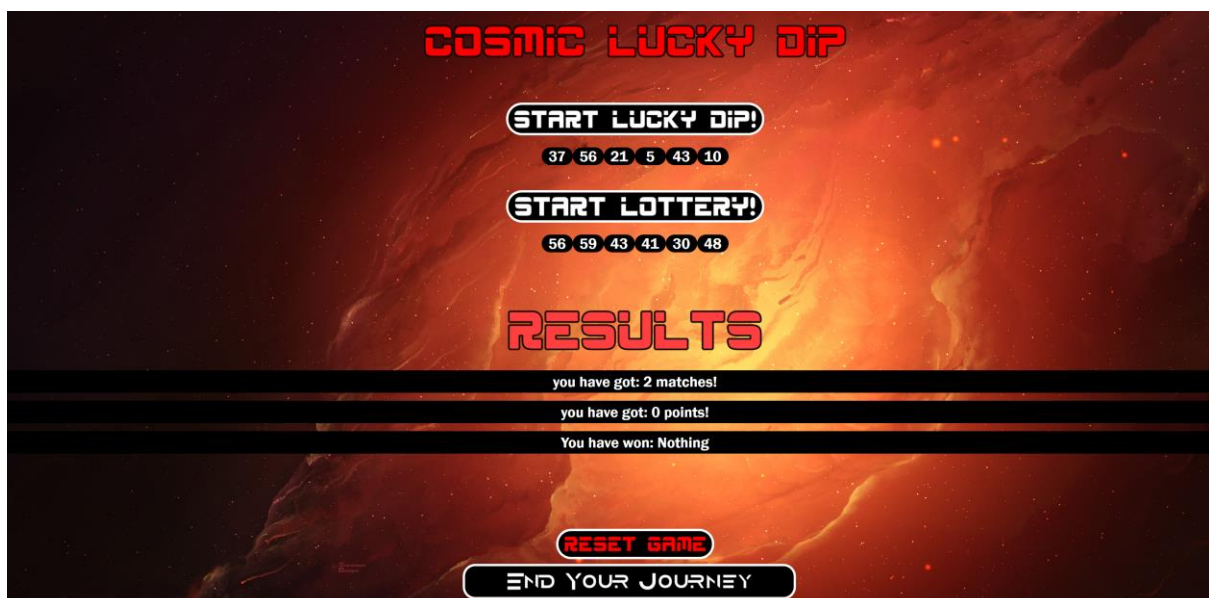 COSMiC LUCKY DiP
START LUCKY DiP!
37 56 21 5 43 10
START LOTTERY!
56 59 43 41 30 48
RESULTS
you have got: 2 matches!
you have got: 0 points!
You have won: Nothing
RESET GAME
END YOUR JOURNEY